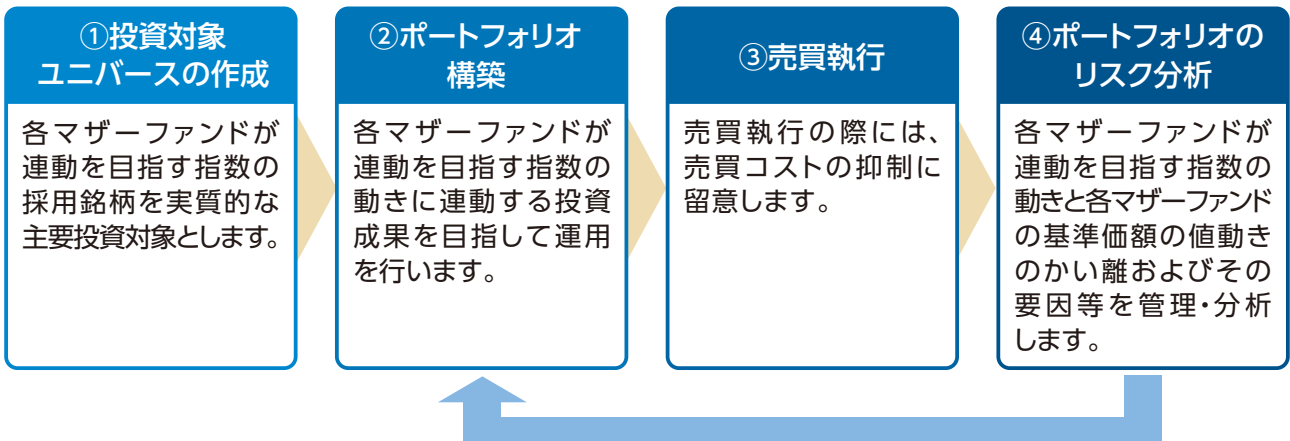 ①投資対象
ユニバースの作成
各マザーファンドが
連動を目指す指数の
採用銘柄を実質的な
主要投資対象とします。
②ポートフォリオ
構築
各マザーファンドが
連動を目指す指数の
動きに連動する投資
成果を目指して運用
を行います。
③売買執行
売買執行の際には、
売買コストの抑制に
留意します。
④ポートフォリオの
リスク分析
各マザーファンドが
連動を目指す指数の
動きと各マザーファンド
の基準価額の値動き
のかい離およびその
要因等を管理・分析
します。